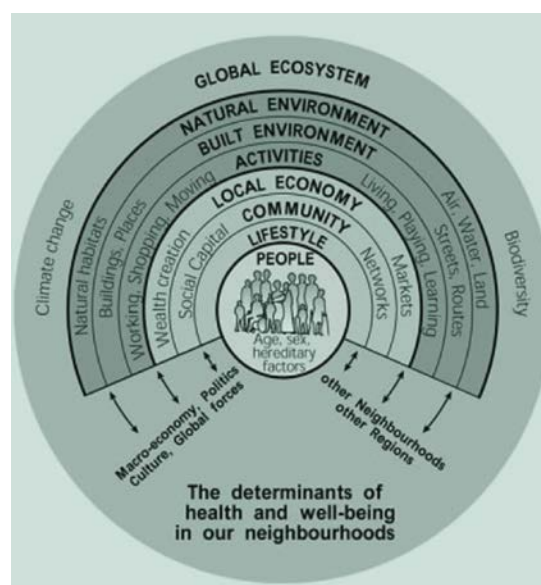 GLOBAL ECOSYSTEM
NATURAL ENVIRONMENT
BUILT ENVIRONMENT
ACTIVITIES
LOCAL ECONOMY
COMMUNITY
LIFESTYLE
PEOPLE
Age, sex,
hereditary
factors
Climate change
Natural habitats
Buildings, Places
Working, Shopping, Moving
Wealth creation
Social Capital
Networks
Markets
Living, Playing, Learning
Streets, Routes
Air, Water, Land
Biodiversity
Macro-economy, Politics
Culture, Global forces
other Neighbourhoods
other Regions
The determinants of
health and well-being
in our neighbourhoods